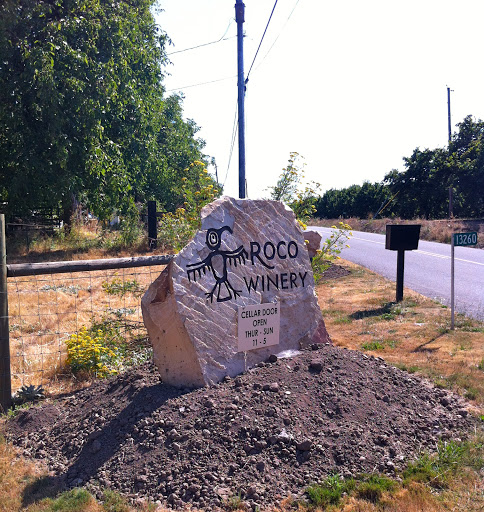 ROCO
WINERY
CELLAR DOOR
OPEN
THUR - SUN
11 - 5
13260